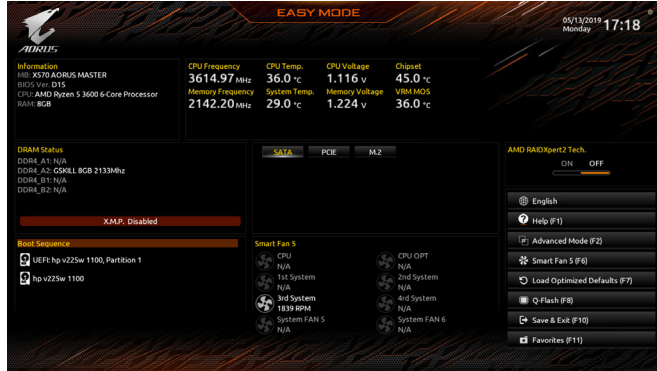 EASY MODE
05/13/2019 Monday 17:18
AORUS
Information
MB: X570 AORUS MASTER
BIOS Ver. D15
CPU: AMD Ryzen 5 3600 6-Core Processor
RAM: 8GB
CPU Frequency
3614.97 MHz
CPU Temp.
36.0 °C
CPU Voltage
1.116 V
Chipset
45.0 °C
Memory Frequency
2142.20 MHz
System Temp.
29.0 °C
Memory Voltage
1.224 V
VRM MOS
36.0 °C
DRAM Status
DDR4_A1: N/A
DDR4_A2: GSKILL 8GB 2133Mhz
DDR4_B1: N/A
DDR4_B2: N/A
X.M.P. Disabled
SATA PCIE M.2
AMD RAIDXpert2 Tech.
ON OFF
Boot Sequence
UEFI: hp v225w 1100, Partition 1
hp v225w 1100
Smart Fan 5
CPU
N/A
CPU OPT
N/A
1st System
N/A
2nd System
N/A
3rd System
1839 RPM
4rd System
N/A
System FAN 5
N/A
System FAN 6
N/A
English
Help (F1)
Advanced Mode (F2)
Smart Fan 5 (F6)
Load Optimized Defaults (F7)
Q-Flash (F8)
Save & Exit (F10)
Favorites (F11)